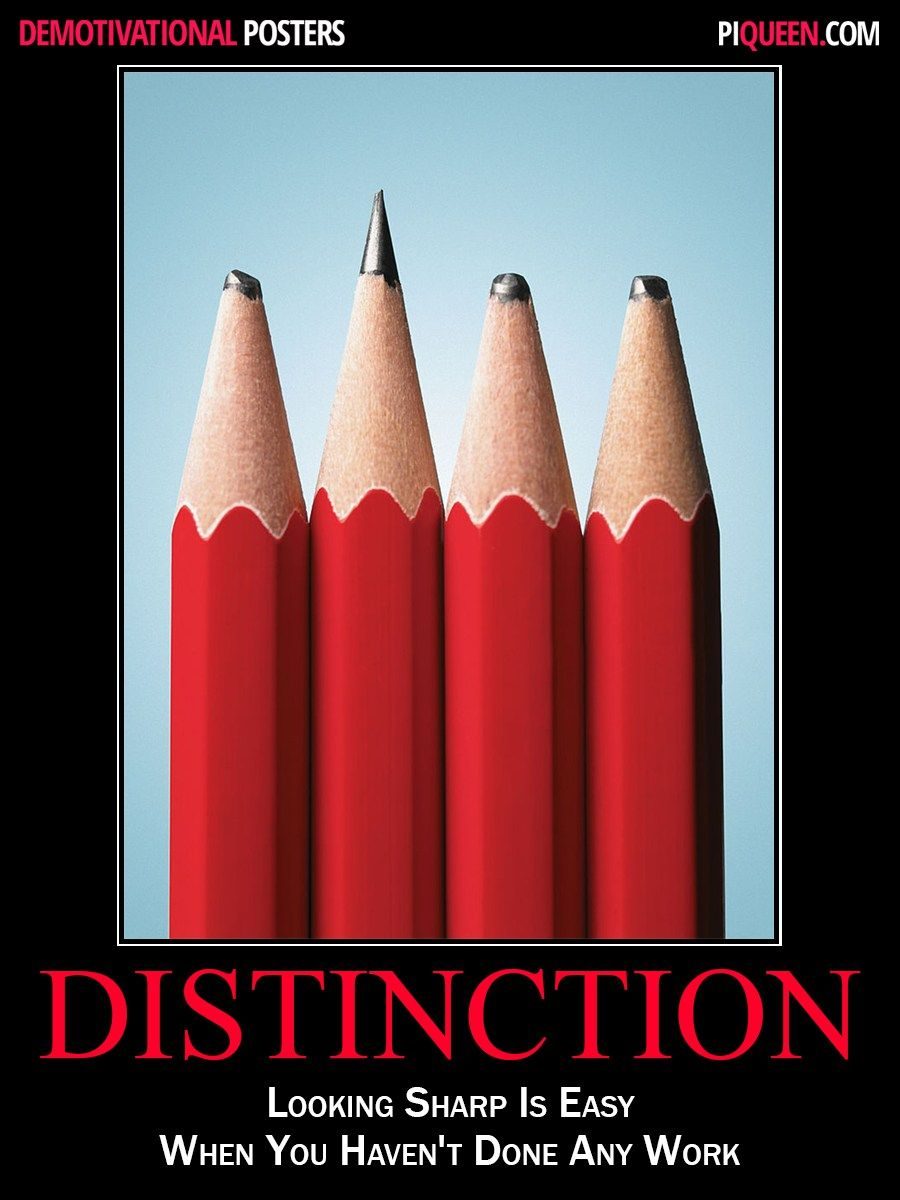 DEMOTIVATIONAL POSTERS
PIQUEEN.COM
DISTINCTION
Looking Sharp Is Easy
When You Haven't Done Any Work